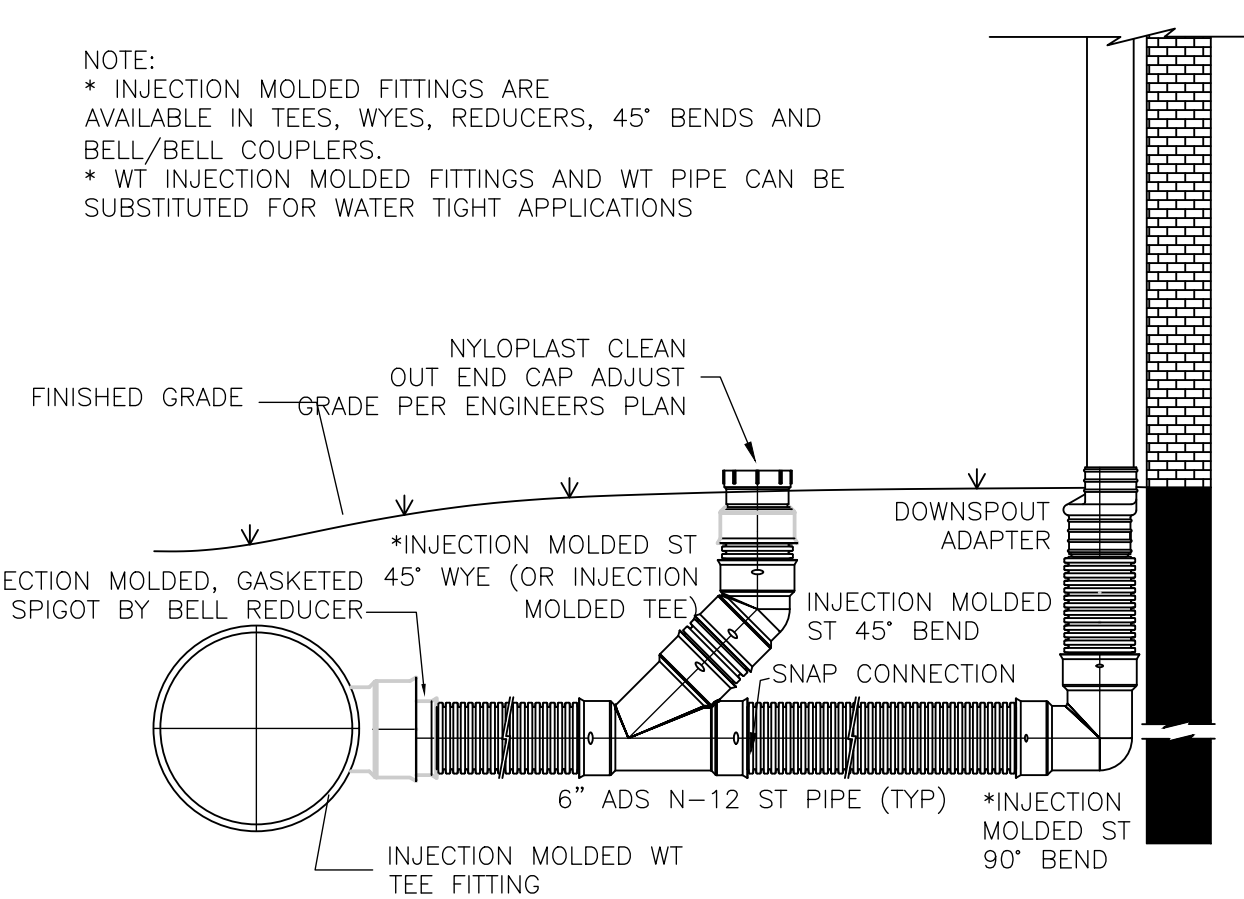 NOTE:
* INJECTION MOLDED FITTINGS ARE
AVAILABLE IN TEES, WYES, REDUCERS, 45° BENDS AND
BELL/BELL COUPLERS.
* WT INJECTION MOLDED FITTINGS AND WT PIPE CAN BE
SUBSTITUTED FOR WATER TIGHT APPLICATIONS
NYLOPLAST CLEAN
OUT END CAP ADJUST
GRADE PER ENGINEERS PLAN
FINISHED GRADE
DOWNSPOUT
ADAPTER
*INJECTION MOLDED ST
45° WYE (OR INJECTION
MOLDED TEE)
ECTION MOLDED, GASKETED
SPIGOT BY BELL REDUCER
INJECTION MOLDED
ST 45° BEND
SNAP CONNECTION
6" ADS N-12 ST PIPE (TYP)
*INJECTION
MOLDED ST
90° BEND
INJECTION MOLDED WT
TEE FITTING